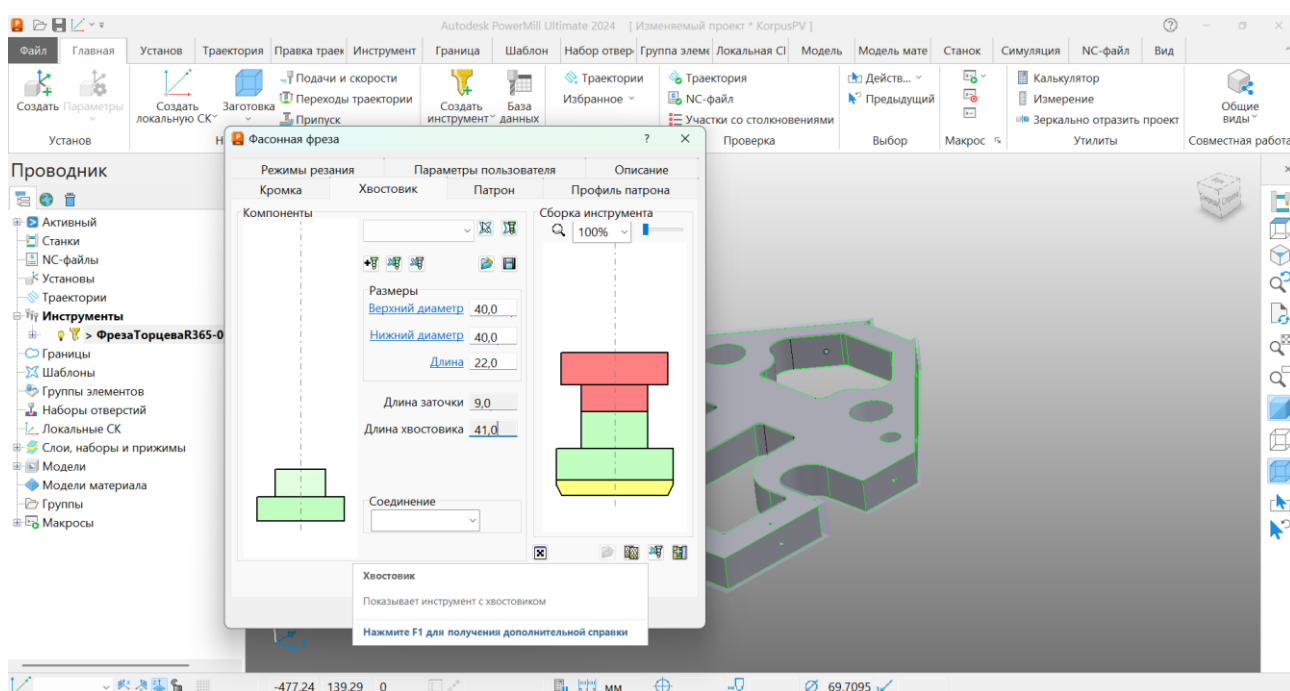 Autodesk PowerMill Ultimate 2024 [ Изменяемый проект * KorpusPV ]
Файл Главная Установ Траектория Правка траек Инструмент Граница Шаблон Набор отвер Группа элеме Локальная СІ Модель Модель мате Станок Симуляция NC-файл Вид
Подачи и скорости Траектории Траектория Действ... Калькулятор
Создать Параметры Создать локальную СК Заготовка Переходы траектории Создать инструмент База данных Избранное NC-файл Предыдущий Измерение Общие виды
Припуск Участки со столкновениями Зеркально отразить проект
Установ Н Проверка Выбор Макрос Утилиты Совместная работа
Фасонная фреза ? ×
Проводник
Режимы резания Параметры пользователя Описание
Кромка Хвостовик Патрон Профиль патрона
Компоненты Сборка инструмента
100%
Активный
Станки
NC-файлы
Установы
Траектории
Инструменты
> ФрезаТорцеваR365-0
Границы
Шаблоны
Группы элементов
Наборы отверстий
Локальные СК
Слои, наборы и прижимы
Модели
Модели материала
Группы
Макросы
Размеры
Верхний диаметр 40,0
Нижний диаметр 40,0
Длина 22,0
Длина заточки 9,0
Длина хвостовика 41,0
Соединение
Хвостовик
Показывает инструмент с хвостовиком
Нажмите F1 для получения дополнительной справки
-477.24 139.29 0 мм 69.7095